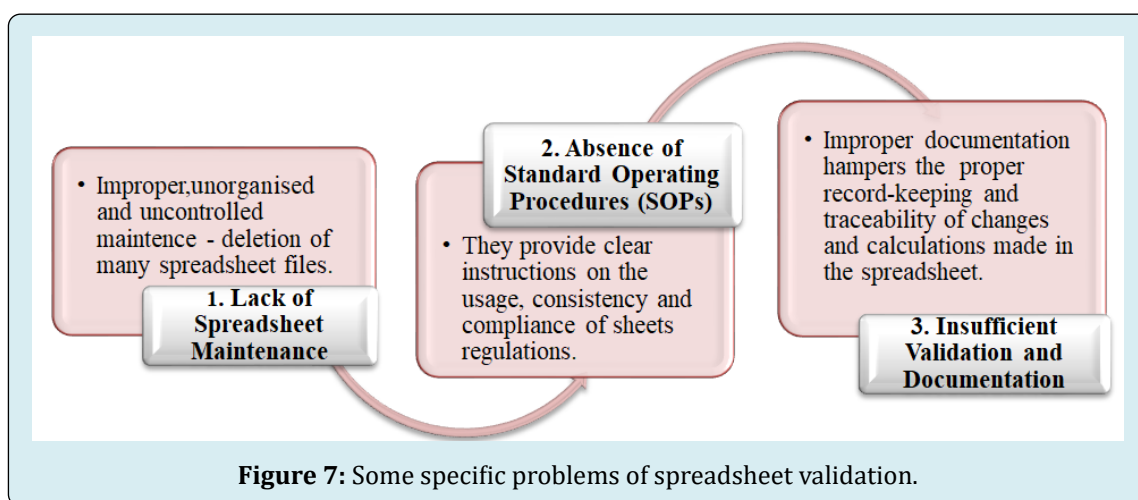 • Improper,unorganised
and uncontrolled
maintence - deletion of
many spreadsheet files.
1. Lack of
Spreadsheet
Maintenance
2. Absence of
Standard Operating
Procedures (SOPs)
• They provide clear
instructions on the
usage, consistency and
compliance of sheets
regulations.
• Improper documentation
hampers the proper
record-keeping and
traceability of changes
and calculations made in
the spreadsheet.
3. Insufficient
Validation and
Documentation
Figure 7: Some specific problems of spreadsheet validation.